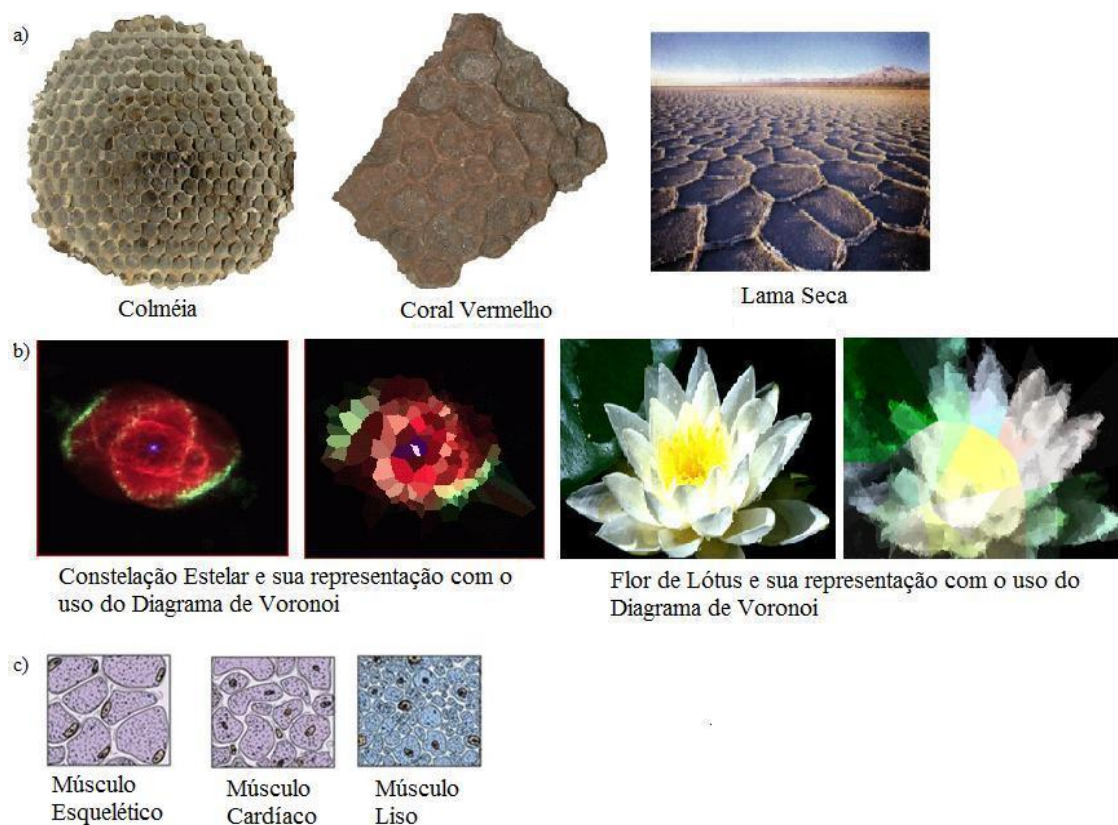 a)
Colméia
Coral Vermelho
Lama Seca
b)
Constelação Estelar e sua representação com o
uso do Diagrama de Voronoi
Flor de Lótus e sua representação com o uso do
Diagrama de Voronoi
c)
Músculo
Esquelético
Músculo
Cardíaco
Músculo
Liso